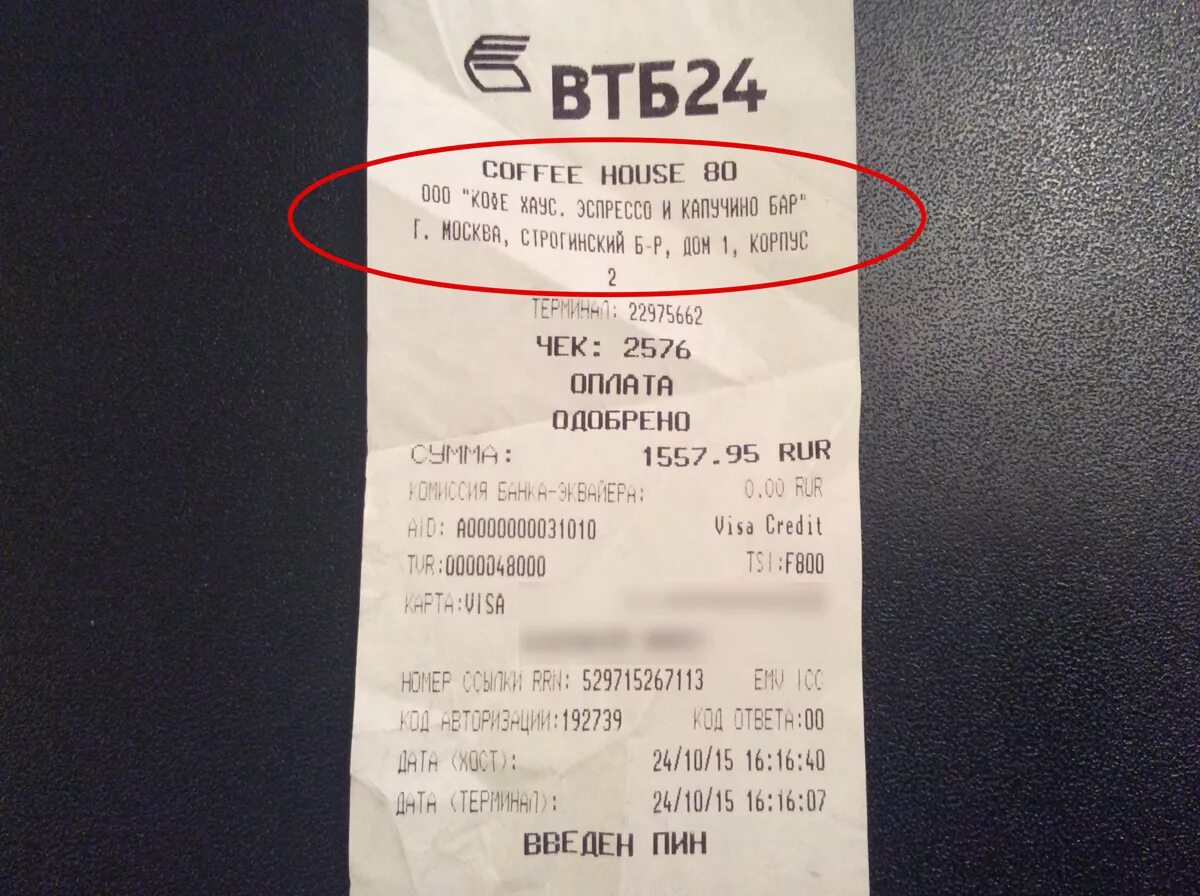 ВТБ24
COFFEE HOUSE 80
ООО "КОФЕ ХАУС. ЭСПРЕССО И КАПУЧИНО БАР"
Г. МОСКВА, СТРОГИНСКИЙ Б-Р, ДОМ 1, КОРПУС
2
ТЕРМИНАЛ: 22975662
ЧЕК: 2576
ОПЛАТА
ОДОБРЕНО
СУММА: 1557.95 RUR
КОМИССИЯ БАНКА-ЭКВАЙЕРА: 0.00 RUR
AID: A0000000031010 Visa Credit
TVR:0000048000 TSI:F800
КАРТА:VISA
НОМЕР ССЫЛКИ RRN: 529715267113 EMV ICC
КОД АВТОРИЗАЦИИ:192739 КОД ОТВЕТА:00
ДАТА (ХОСТ): 24/10/15 16:16:40
ДАТА (ТЕРМИНАЛ): 24/10/15 16:16:07
ВВЕДЕН ПИН